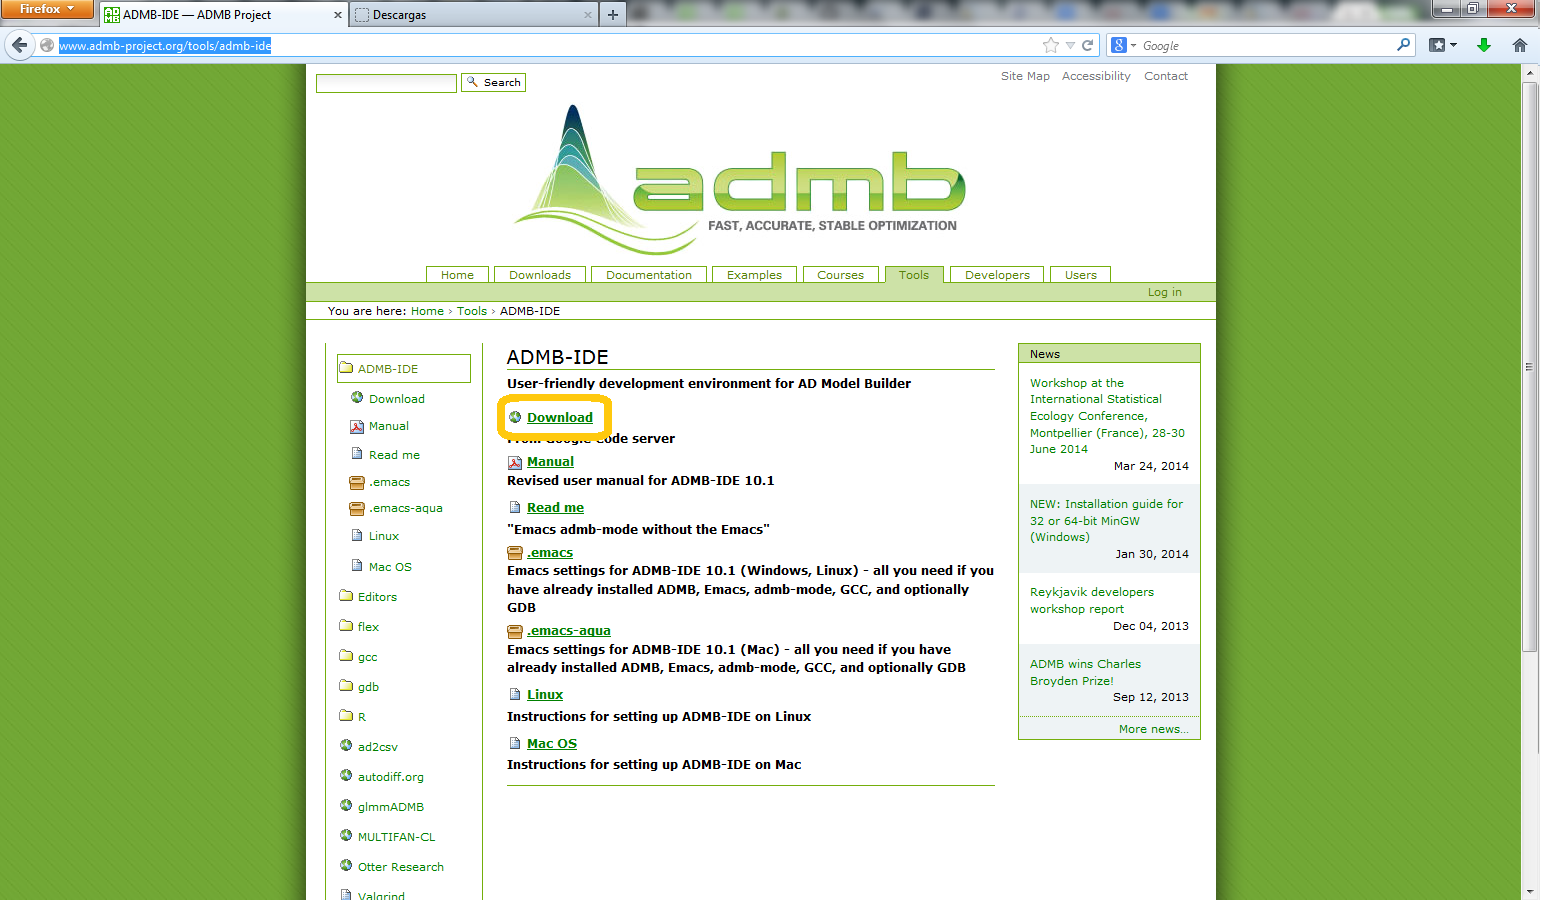 Firefox
ADMB-IDE — ADMB Project
Descargas
www.admb-project.org/tools/admb-ide
Google
Search
Site Map Accessibility Contact
admb
FAST, ACCURATE, STABLE OPTIMIZATION
Home Downloads Documentation Examples Courses Tools Developers Users
Log in
You are here: Home › Tools › ADMB-IDE
ADMB-IDE
Download
Manual
Read me
.emacs
.emacs-aqua
Linux
Mac OS
Editors
flex
gcc
gdb
R
ad2csv
autodiff.org
glmmADMB
MULTIFAN-CL
Otter Research
Valgrind
ADMB-IDE
User-friendly development environment for AD Model Builder
Download
From Google Code server
Manual
Revised user manual for ADMB-IDE 10.1
Read me
"Emacs admb-mode without the Emacs"
.emacs
Emacs settings for ADMB-IDE 10.1 (Windows, Linux) - all you need if you
have already installed ADMB, Emacs, admb-mode, GCC, and optionally
GDB
.emacs-aqua
Emacs settings for ADMB-IDE 10.1 (Mac) - all you need if you have
already installed ADMB, Emacs, admb-mode, GCC, and optionally GDB
Linux
Instructions for setting up ADMB-IDE on Linux
Mac OS
Instructions for setting up ADMB-IDE on Mac
News
Workshop at the
International Statistical
Ecology Conference,
Montpellier (France), 28-30
June 2014
Mar 24, 2014
NEW: Installation guide for
32 or 64-bit MinGW
(Windows)
Jan 30, 2014
Reykjavik developers
workshop report
Dec 04, 2013
ADMB wins Charles
Broyden Prize!
Sep 12, 2013
More news...